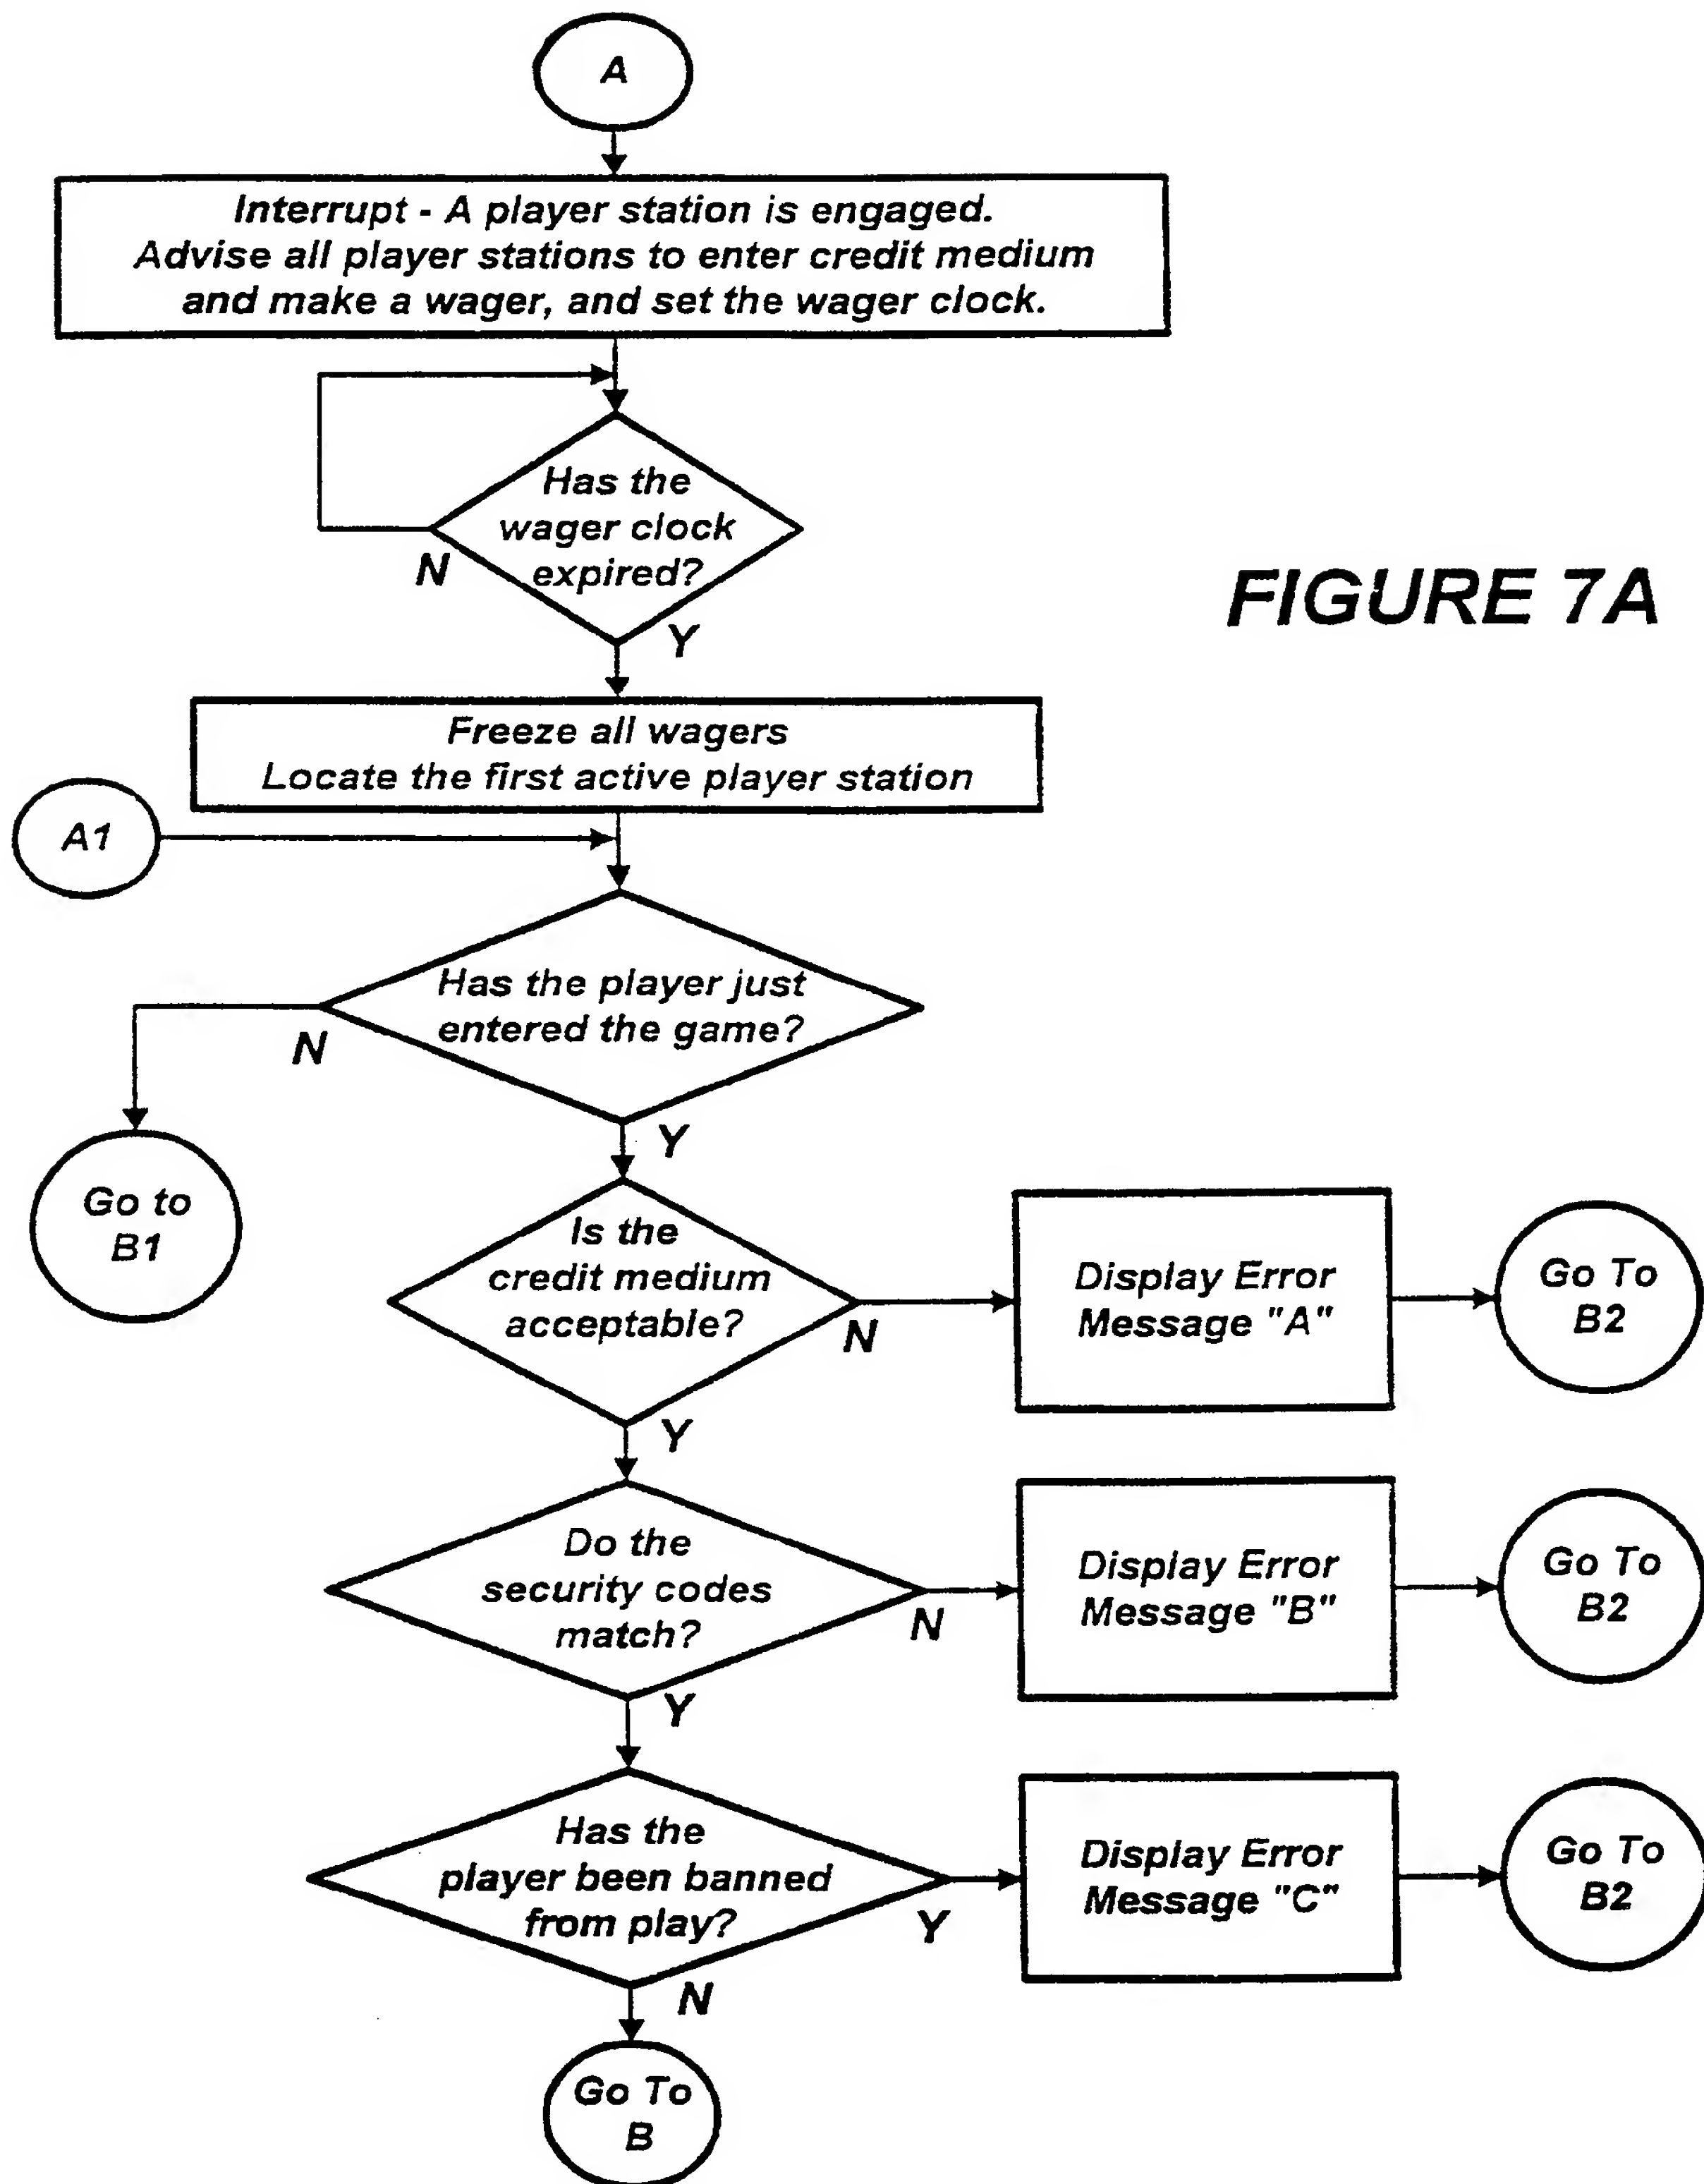 A
Interrupt - A player station is engaged.
Advise all player stations to enter credit medium
and make a wager, and set the wager clock.
Has the
wager clock
expired?
N
Y
FIGURE 7A
Freeze all wagers
Locate the first active player station
A1
Has the player just
entered the game?
N
Y
Go to
B1
Is the
credit medium
acceptable?
N
Y
Display Error
Message "A"
Go To
B2
Do the
security codes
match?
N
Y
Display Error
Message "B"
Go To
B2
Has the
player been banned
from play?
Y
N
Display Error
Message "C"
Go To
B2
Go To
B